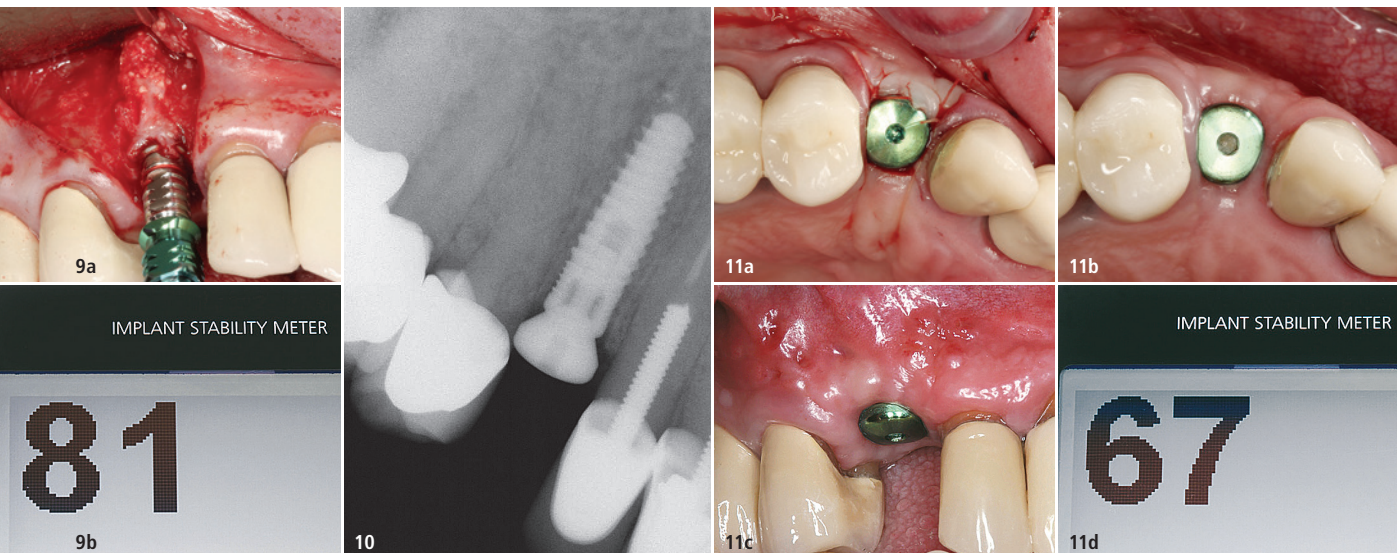 9a
IMPLANT STABILITY METER
81
9b
10
11a
11b
11c
IMPLANT STABILITY METER
67
11d